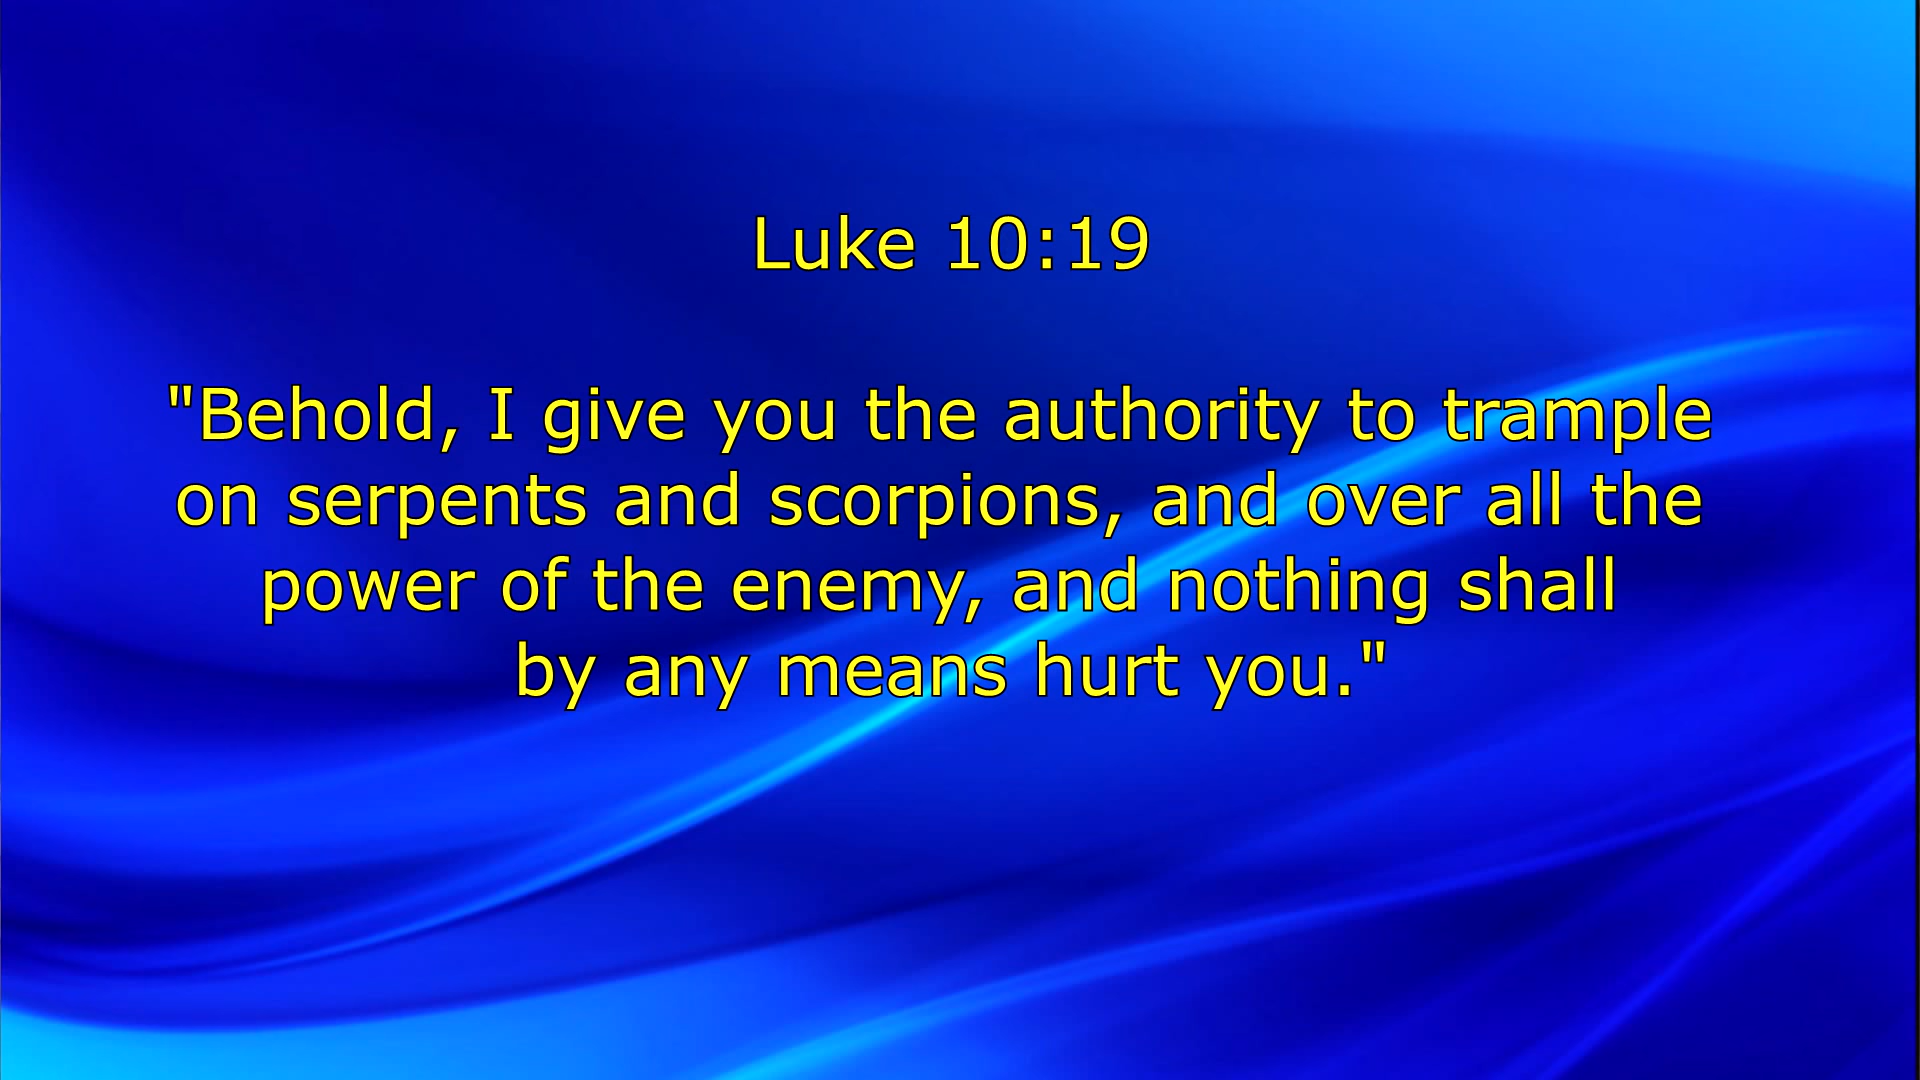 Luke 10:19
"Behold, I give you the authority to trample
on serpents and scorpions, and over all the
power of the enemy, and nothing shall
by any means hurt you."